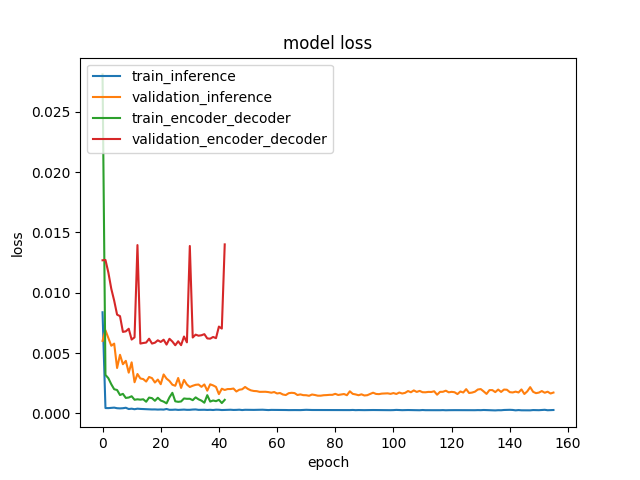 model loss
train_inference
validation_inference
train_encoder_decoder
validation_encoder_decoder
loss
0.025
0.020
0.015
0.010
0.005
0.000
0 20 40 60 80 100 120 140 160
epoch